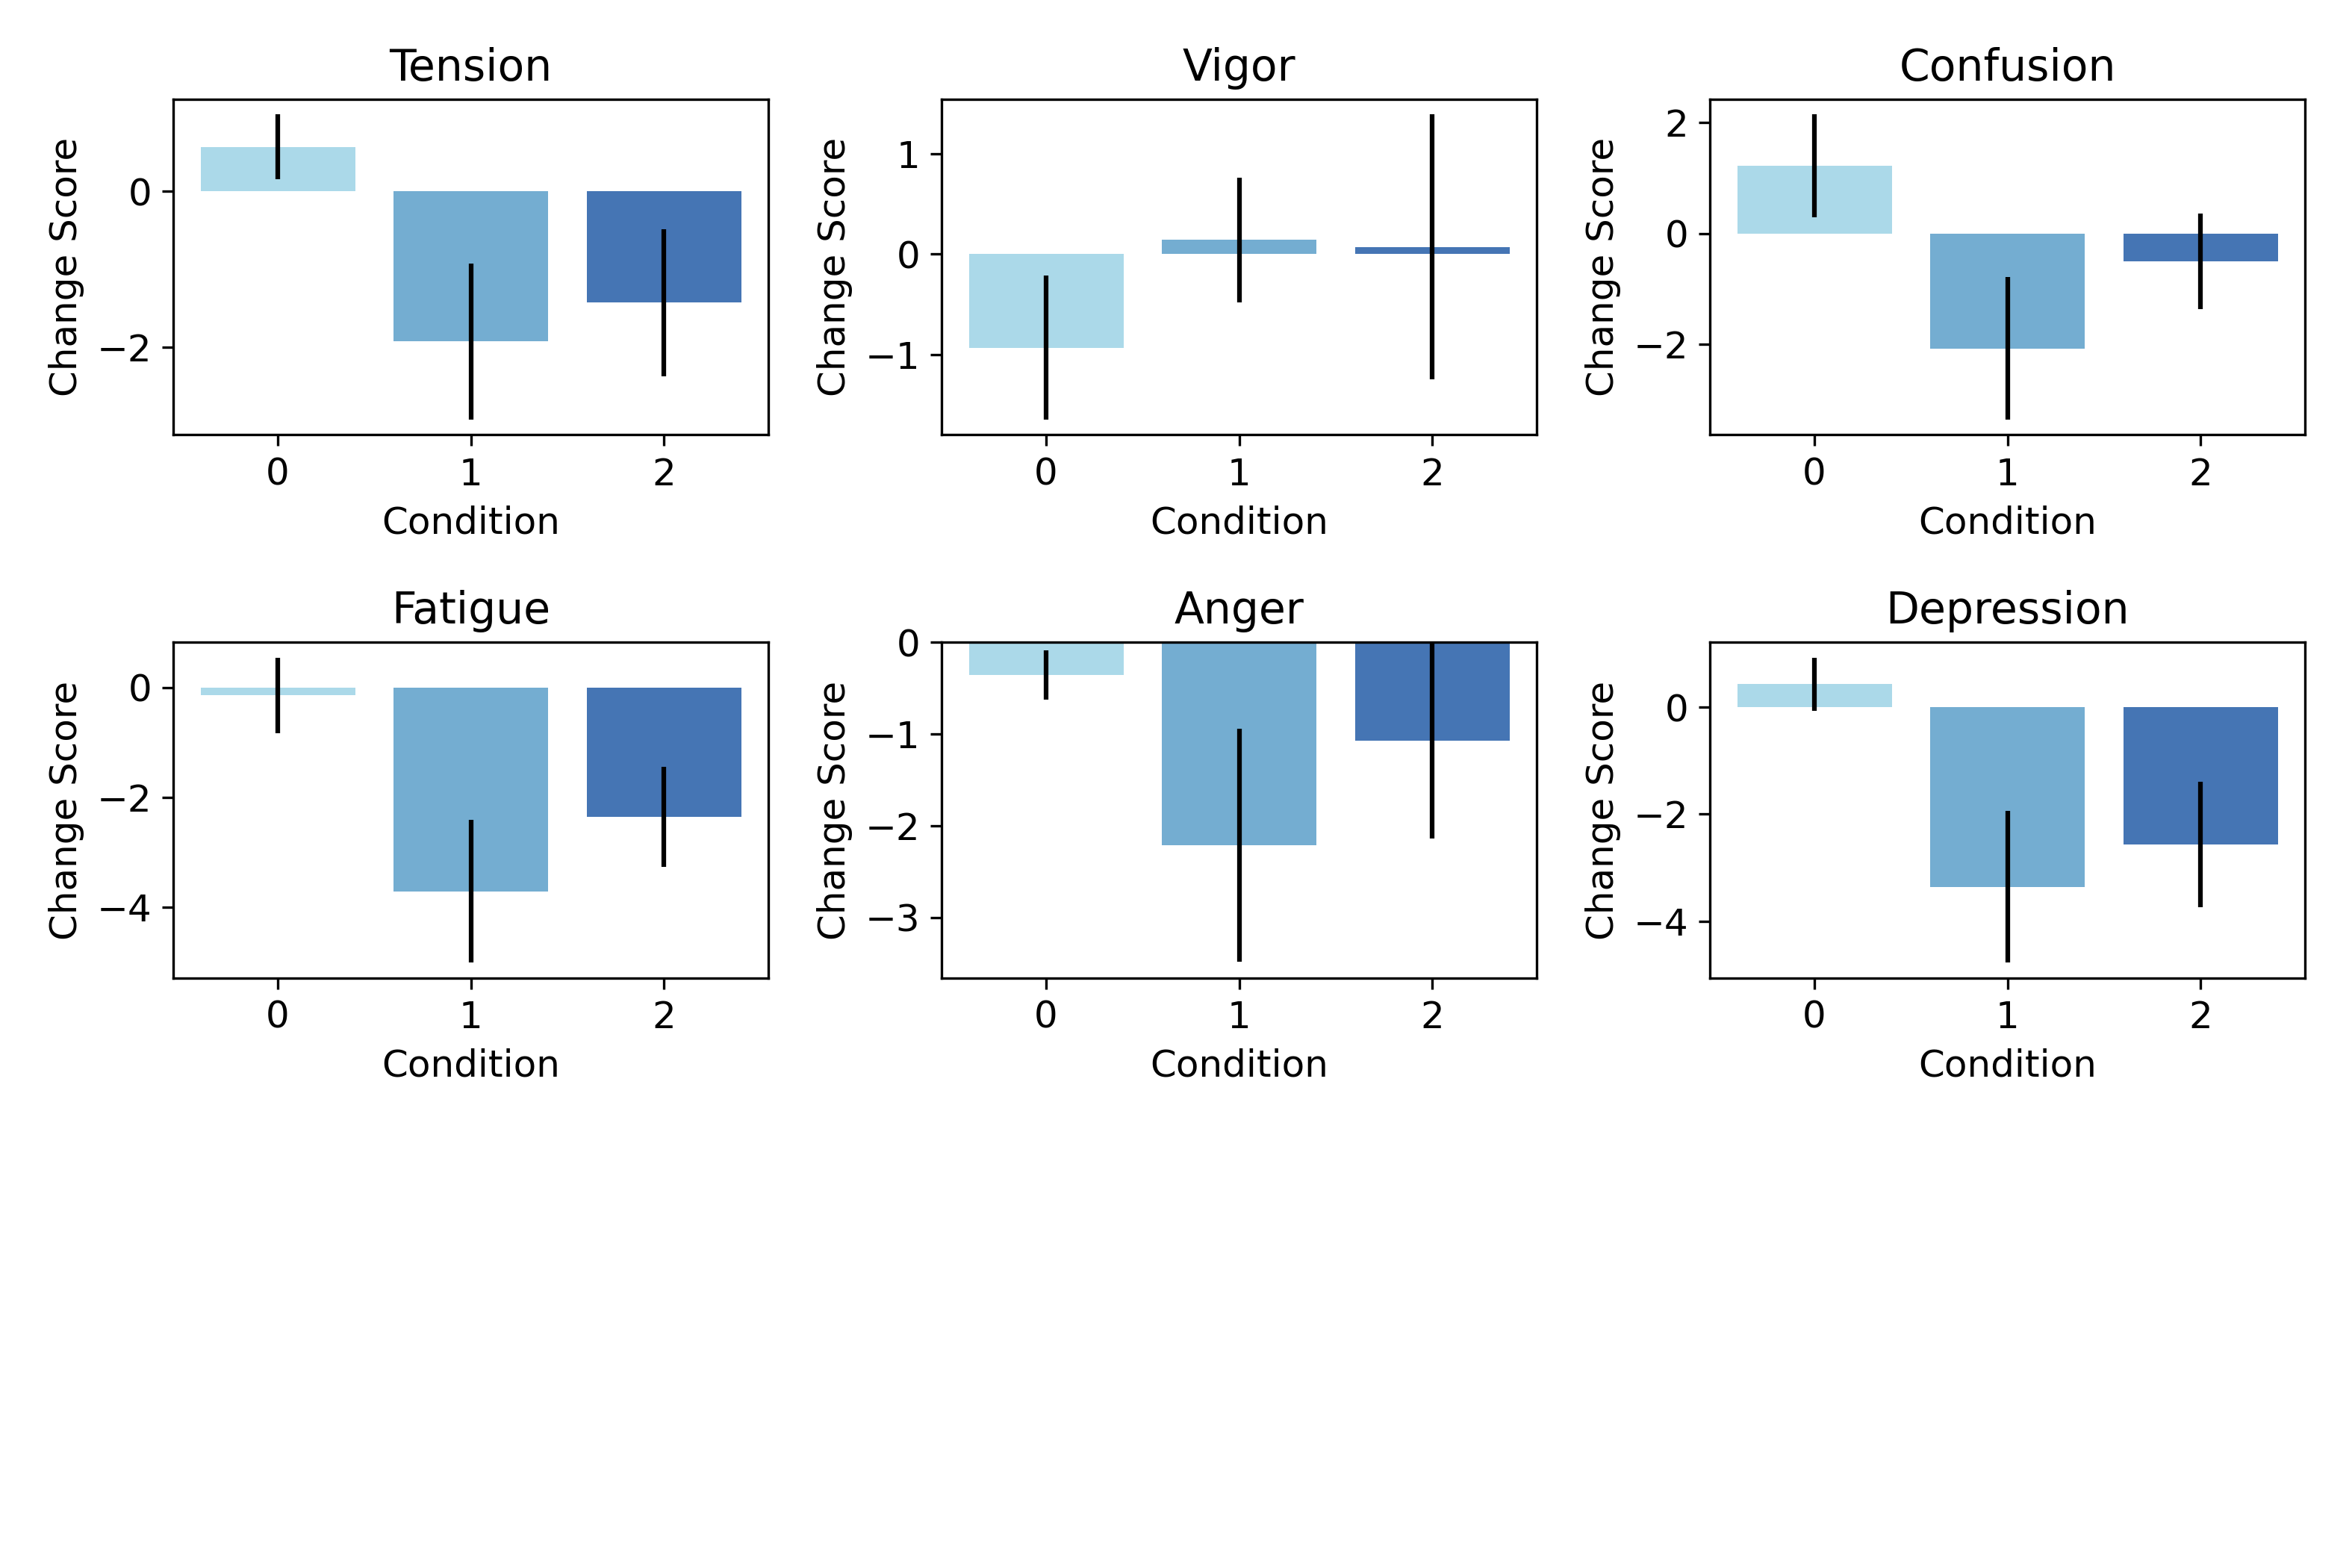 Tension
Change Score
0
−2
0 1 2
Condition
Vigor
Change Score
1
0
−1
0 1 2
Condition
Confusion
Change Score
2
0
−2
0 1 2
Condition
Fatigue
Change Score
0
−2
−4
0 1 2
Condition
Anger
Change Score
0
−1
−2
−3
0 1 2
Condition
Depression
Change Score
0
−2
−4
0 1 2
Condition